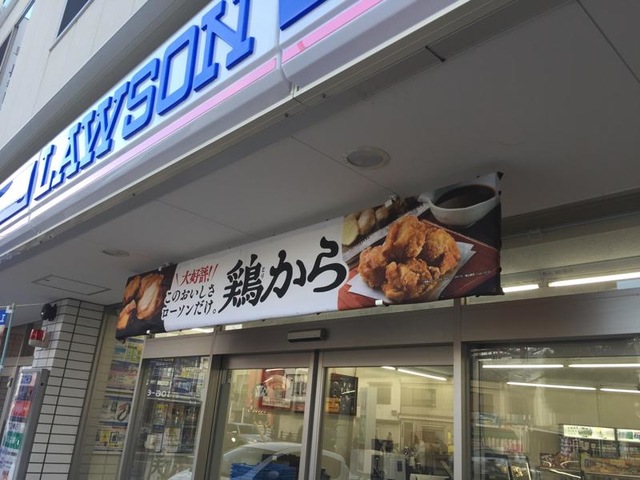 LAWSON
大好評!!
このおいしさ
ローソンだけ。
鶏から